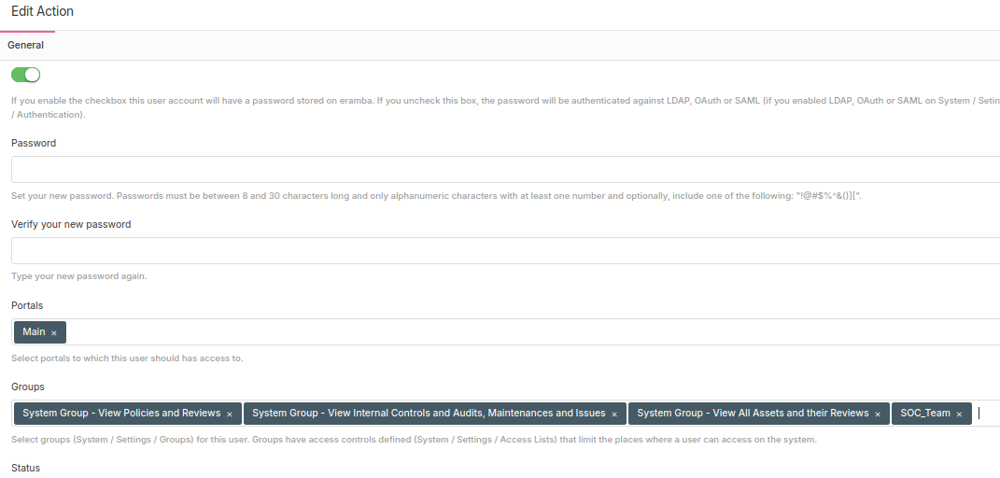 Edit Action
General
If you enable the checkbox this user account will have a password stored on eramba. If you uncheck this box, the password will be authenticated against LDAP, OAuth or SAML (if you enabled LDAP, OAuth or SAML on System / Setin
/ Authentication).
Password
Set your new password. Passwords must be between 8 and 30 characters long and only alphanumeric characters with at least one number and optionally, include one of the following: "!@#$%^&()][".
Verify your new password
Type your new password again.
Portals
Main ×
Select portals to which this user should has access to.
Groups
System Group - View Policies and Reviews × System Group - View Internal Controls and Audits, Maintenances and Issues × System Group - View All Assets and their Reviews × SOC_Team ×
Select groups (System / Settings / Groups) for this user. Groups have access controls defined (System / Settings / Access Lists) that limit the places where a user can access on the system.
Status